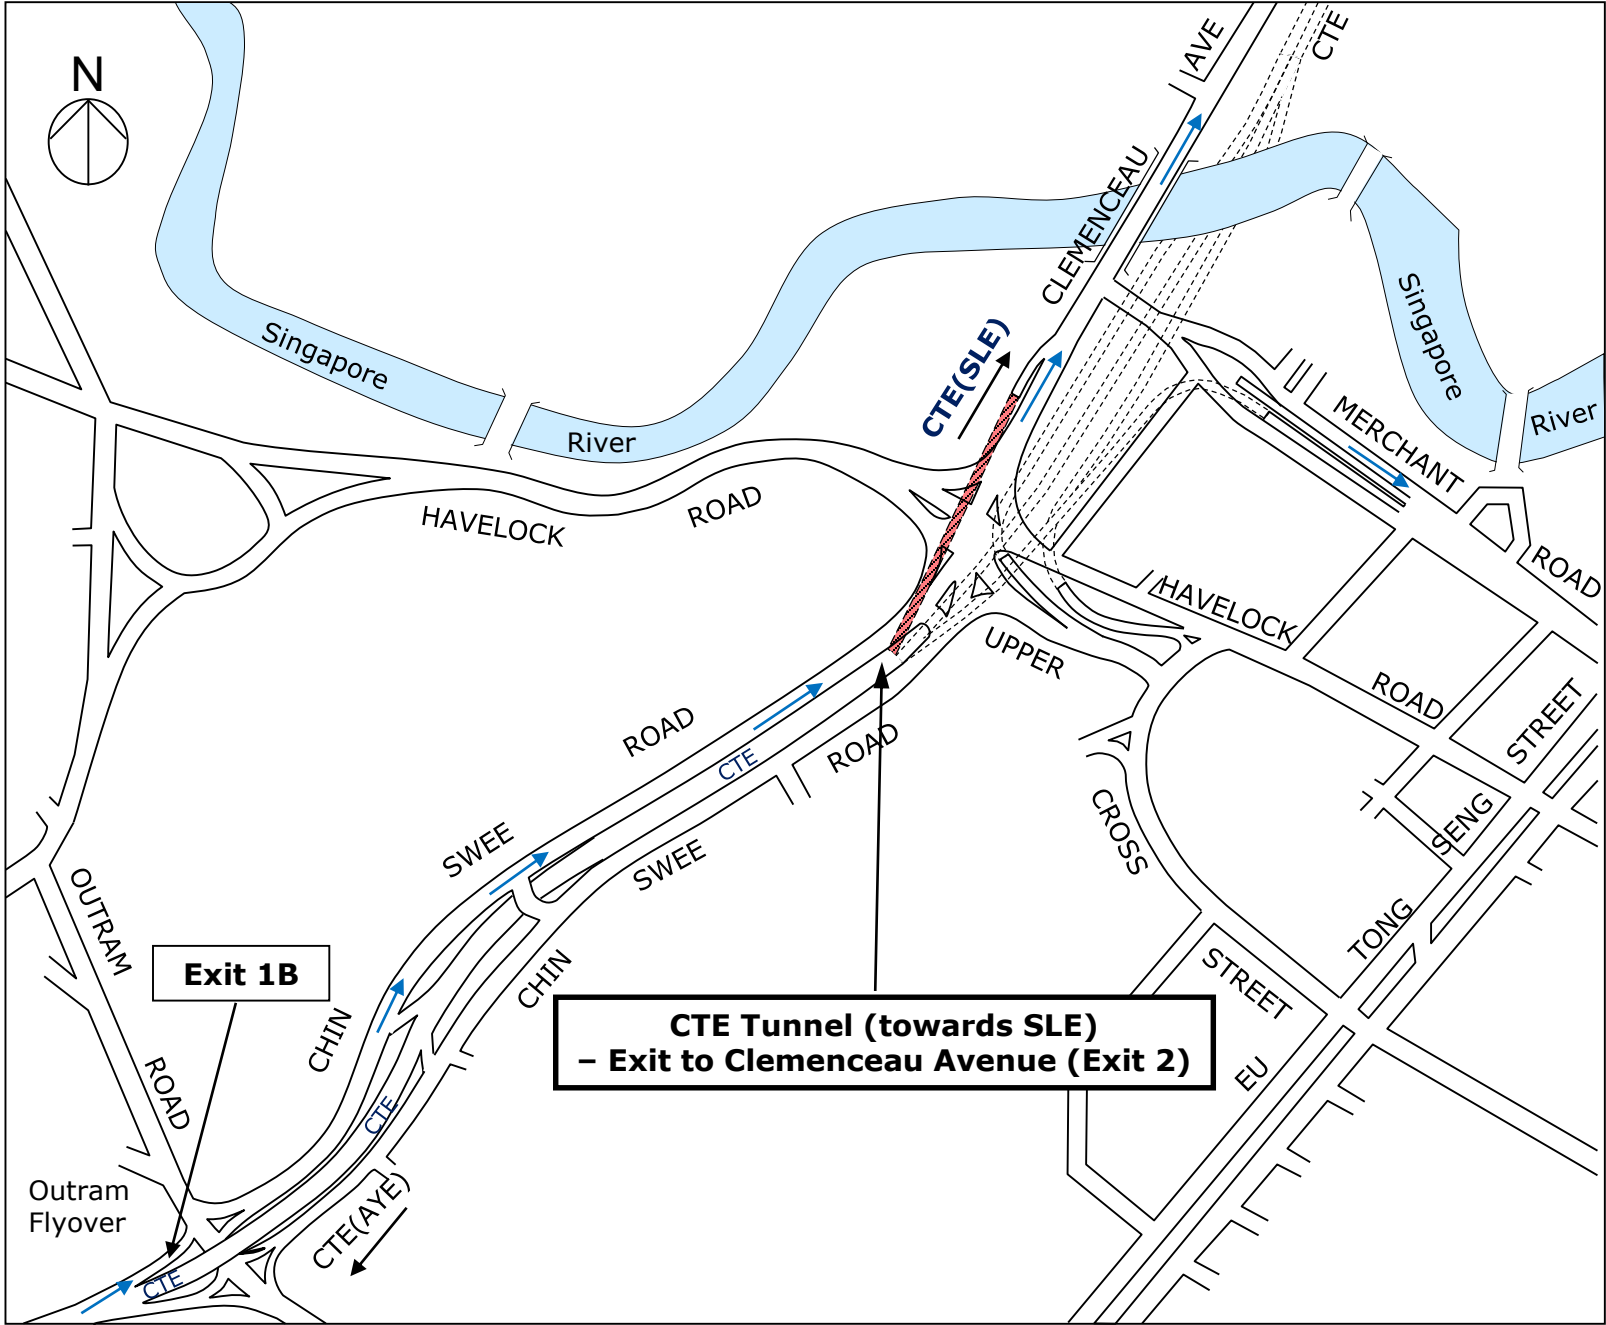 N
AVE
CTE
CLEMENCEAU
Singapore
River
CTE(SLE)
Singapore
River
MERCHANT
ROAD
HAVELOCK
ROAD
HAVELOCK
ROAD
UPPER
CROSS
STREET
STREET
SENG
TONG
EU
ROAD
SWEE
CHIN
CTE
ROAD
SWEE
CHIN
OUTRAM
ROAD
Exit 1B
CTE Tunnel (towards SLE)
– Exit to Clemenceau Avenue (Exit 2)
CTE
CTE(AYE)
Outram
Flyover
CTE